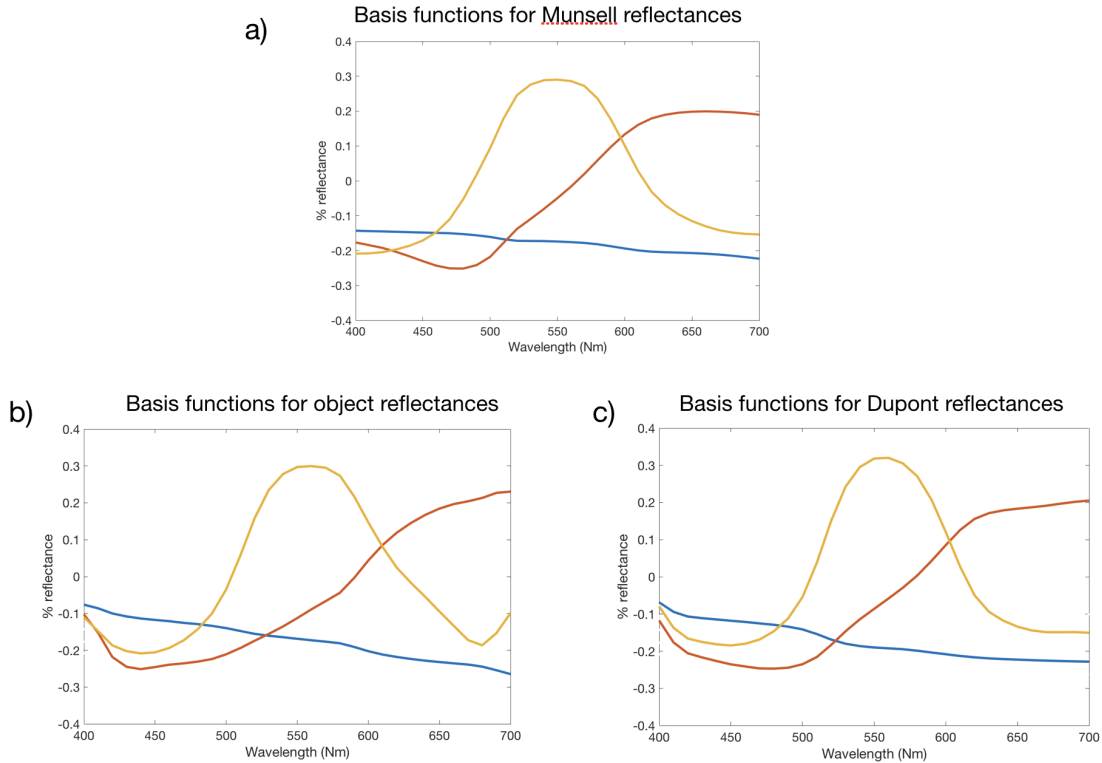 Basis functions for Munsell reflectances
a)
0.4
0.3
0.2
0.1
0
-0.1
-0.2
-0.3
-0.4
% reflectance
400 450 500 550 600 650 700
Wavelength (Nm)
b)
Basis functions for object reflectances
0.4
0.3
0.2
0.1
0
-0.1
-0.2
-0.3
-0.4
% reflectance
400 450 500 550 600 650 700
Wavelength (Nm)
c)
Basis functions for Dupont reflectances
0.4
0.3
0.2
0.1
0
-0.1
-0.2
-0.3
-0.4
% reflectance
400 450 500 550 600 650 700
Wavelength (Nm)